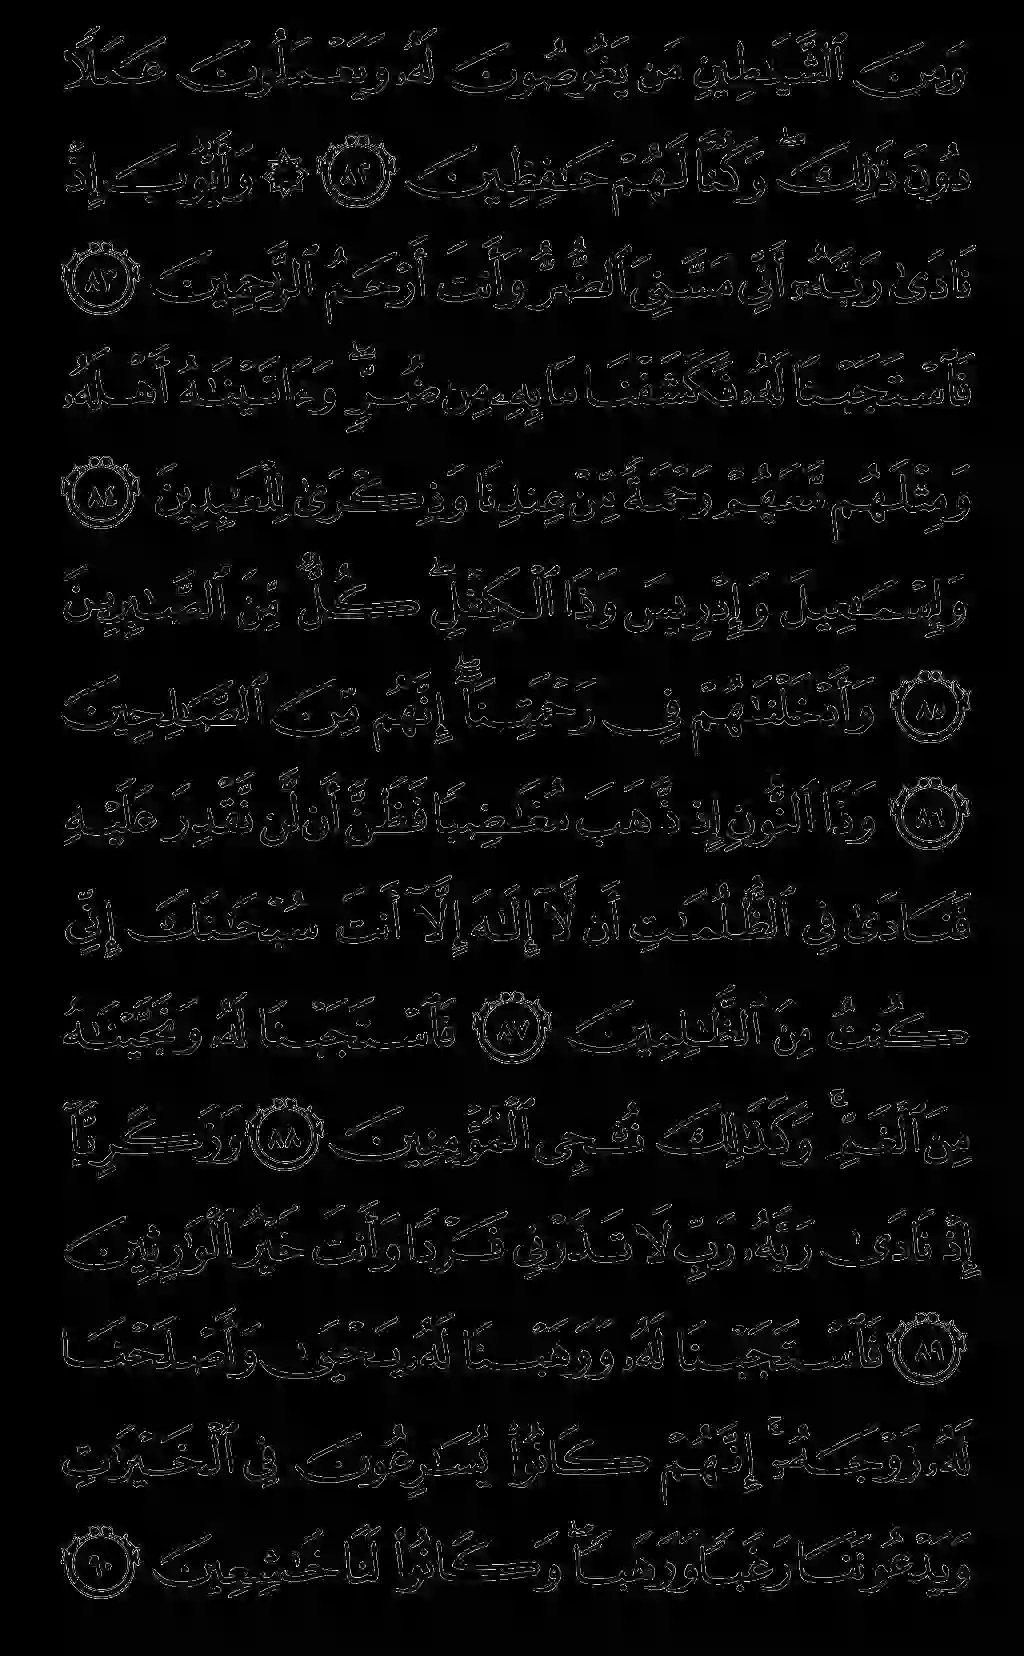 وَمِنَ ٱلشَّيَٰطِينِ مَن يَغُوصُونَ لَهُۥ وَيَعْمَلُونَ عَمَلًا
دُونَ ذَٰلِكَ ۖ وَكُنَّا لَهُمْ حَٰفِظِينَ ٨٢ ۞ وَأَيُّوبَ إِذْ
نَادَىٰ رَبَّهُۥٓ أَنِّى مَسَّنِىَ ٱلضُّرُّ وَأَنتَ أَرْحَمُ ٱلرَّٰحِمِينَ ٨٣
فَٱسْتَجَبْنَا لَهُۥ فَكَشَفْنَا مَا بِهِۦ مِن ضُرٍّ ۖ وَءَاتَيْنَٰهُ أَهْلَهُۥ
وَمِثْلَهُم مَّعَهُمْ رَحْمَةً مِّنْ عِندِنَا وَذِكْرَىٰ لِلْعَٰبِدِينَ ٨٤
وَإِسْمَٰعِيلَ وَإِدْرِيسَ وَذَا ٱلْكِفْلِ ۖ كُلٌّ مِّنَ ٱلصَّٰبِرِينَ
٨٥ وَأَدْخَلْنَٰهُمْ فِى رَحْمَتِنَآ ۖ إِنَّهُم مِّنَ ٱلصَّٰلِحِينَ
٨٦ وَذَا ٱلنُّونِ إِذ ذَّهَبَ مُغَٰضِبًا فَظَنَّ أَن لَّن نَّقْدِرَ عَلَيْهِ
فَنَادَىٰ فِى ٱلظُّلُمَٰتِ أَن لَّآ إِلَٰهَ إِلَّآ أَنتَ سُبْحَٰنَكَ إِنِّى
كُنتُ مِنَ ٱلظَّٰلِمِينَ ٨٧ فَٱسْتَجَبْنَا لَهُۥ وَنَجَّيْنَٰهُ
مِنَ ٱلْغَمِّ ۚ وَكَذَٰلِكَ نُـۨجِى ٱلْمُؤْمِنِينَ ٨٨ وَزَكَرِيَّآ
إِذْ نَادَىٰ رَبَّهُۥ رَبِّ لَا تَذَرْنِى فَرْدًا وَأَنتَ خَيْرُ ٱلْوَٰرِثِينَ
٨٩ فَٱسْتَجَبْنَا لَهُۥ وَوَهَبْنَا لَهُۥ يَحْيَىٰ وَأَصْلَحْنَا
لَهُۥ زَوْجَهُۥٓ ۚ إِنَّهُمْ كَانُوا۟ يُسَٰرِعُونَ فِى ٱلْخَيْرَٰتِ
وَيَدْعُونَنَا رَغَبًا وَرَهَبًا ۖ وَكَانُوا۟ لَنَا خَٰشِعِينَ ٩٠